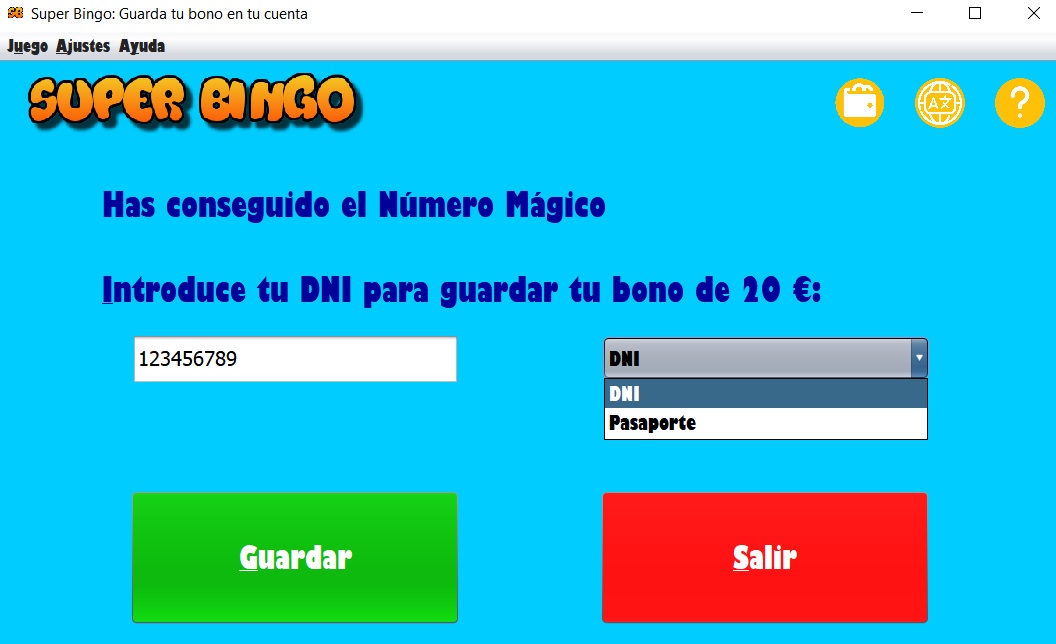 Super Bingo: Guarda tu bono en tu cuenta
Juego Ajustes Ayuda
SUPER BINGO
Has conseguido el Número Mágico
Introduce tu DNI para guardar tu bono de 20 €:
123456789
DNI
DNI
Pasaporte
Guardar
Salir